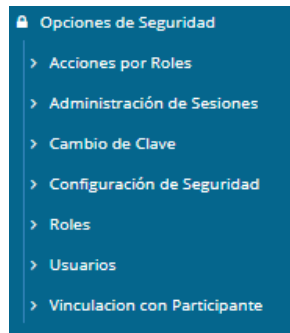 Opciones de Seguridad
Acciones por Roles
Administración de Sesiones
Cambio de Clave
Configuración de Seguridad
Roles
Usuarios
Vinculacion con Participante